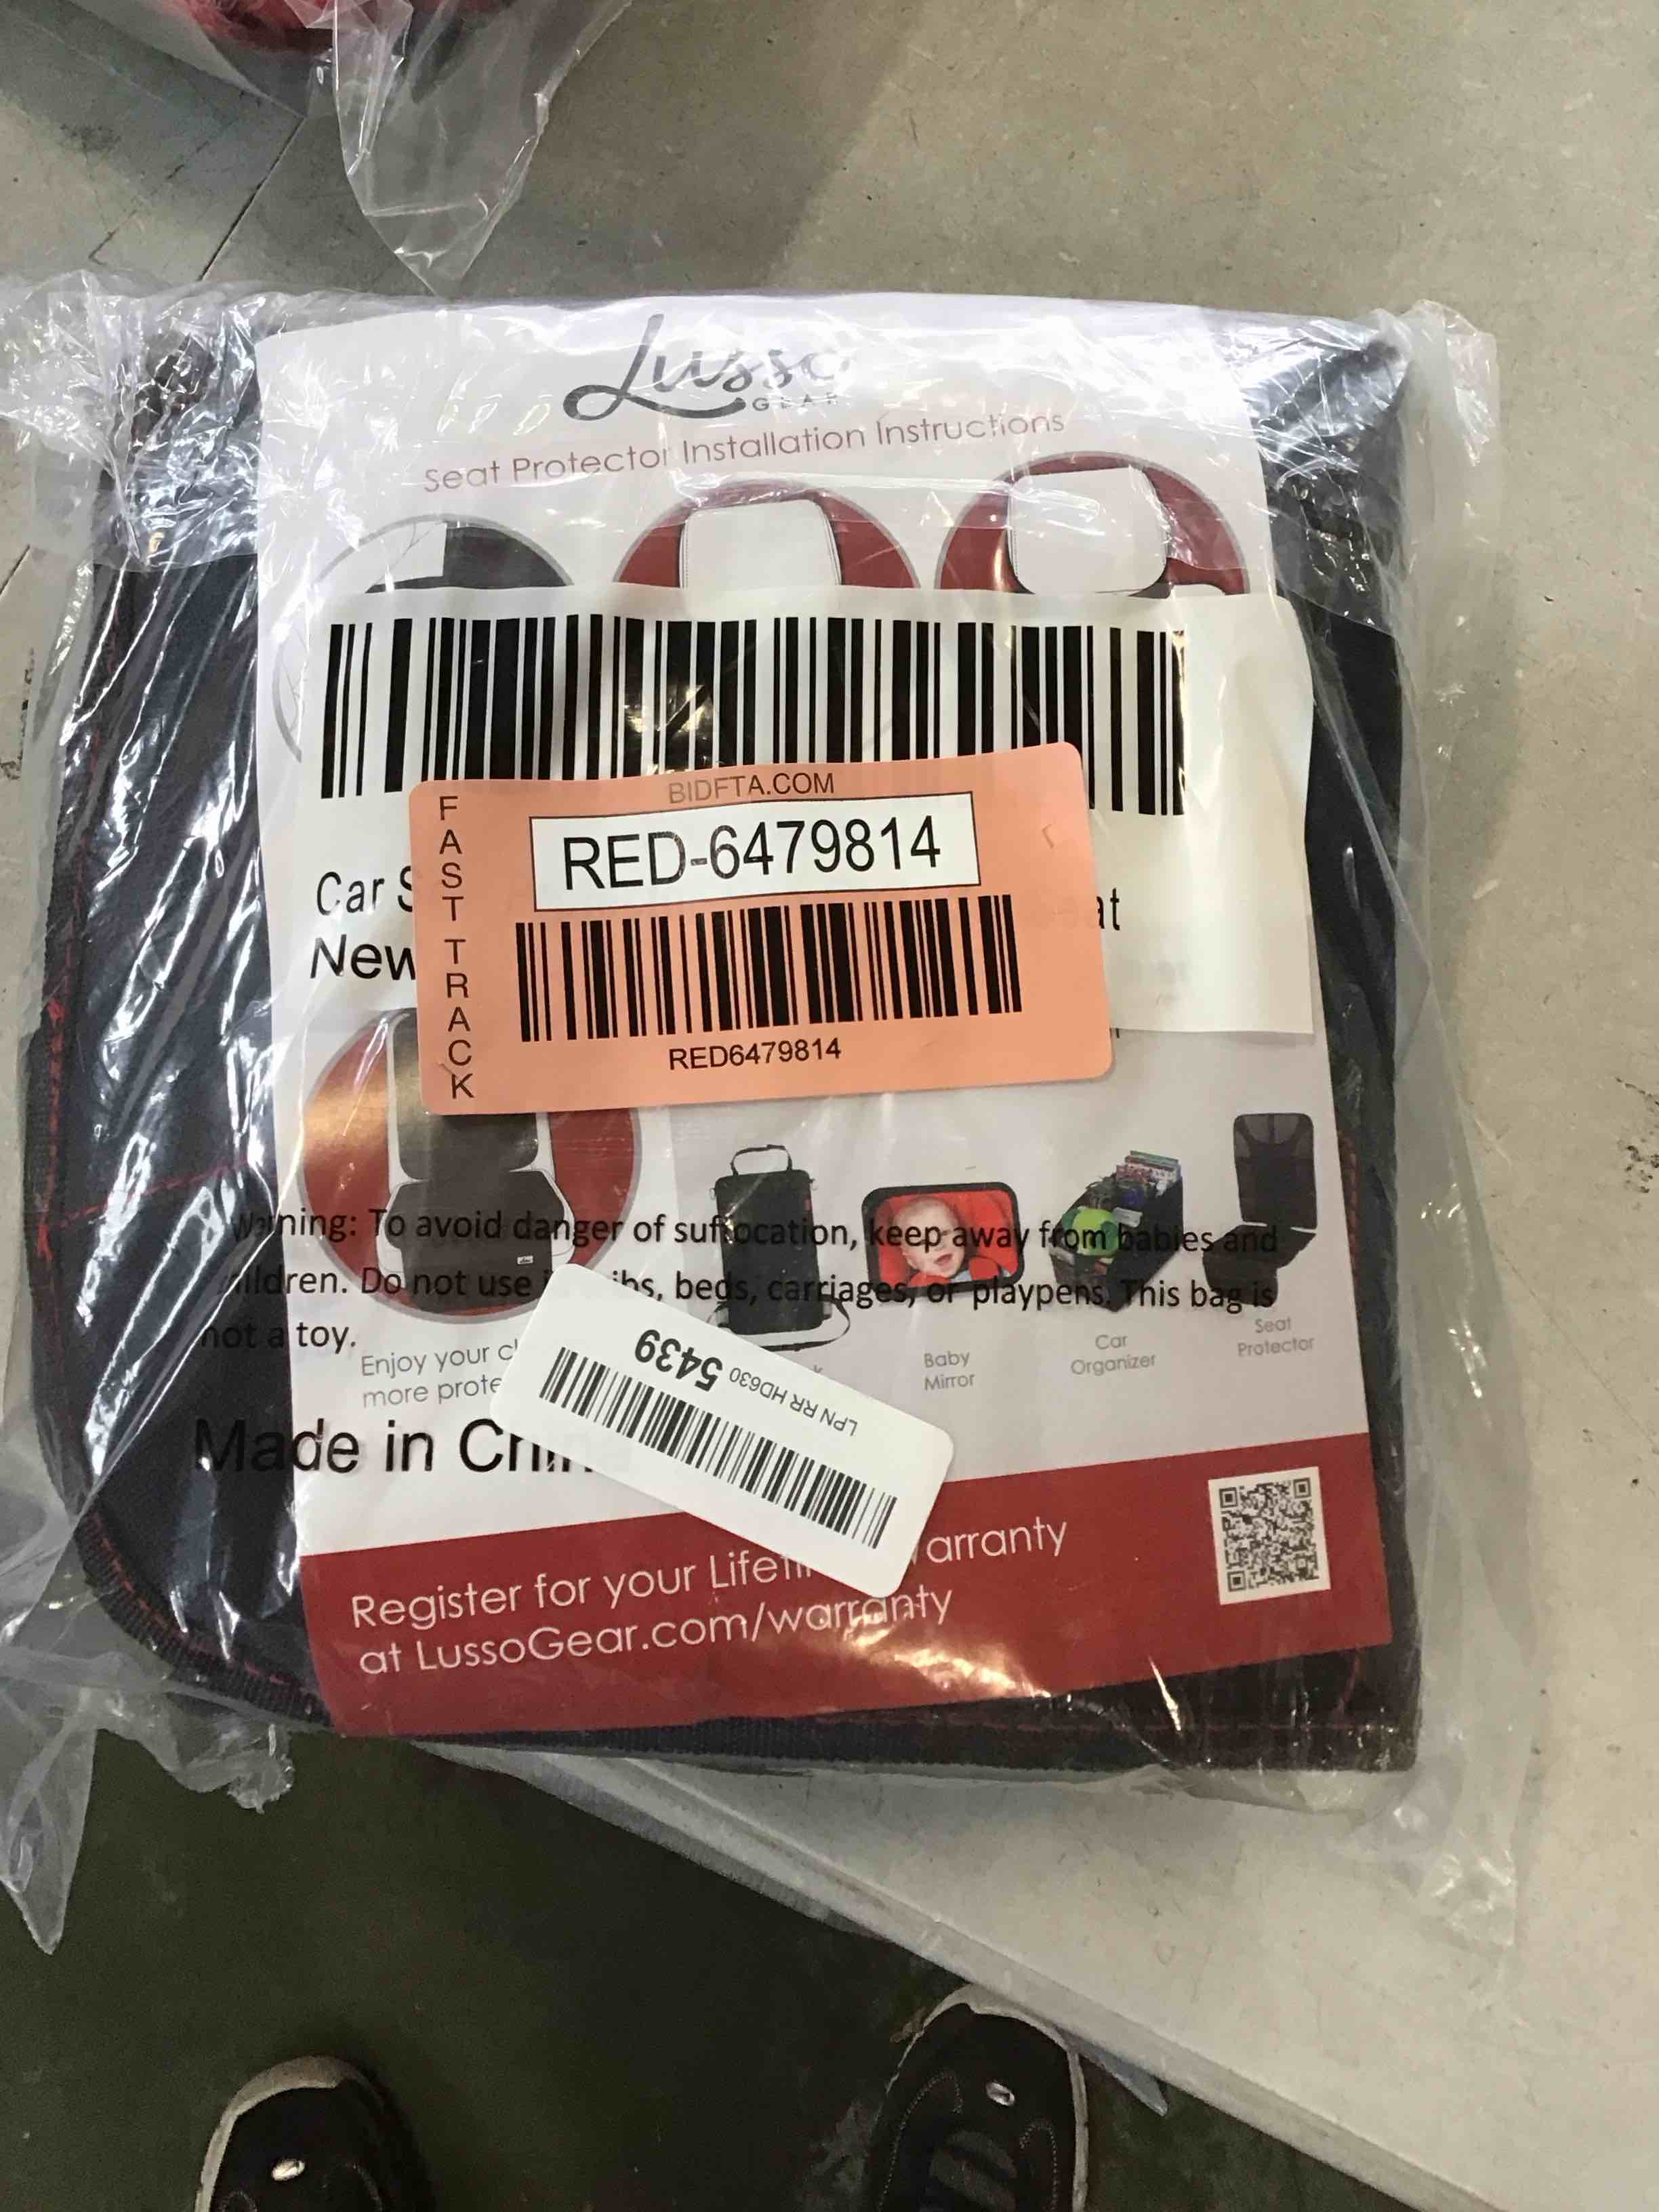 Lusso
GEAR
Seat Protector Installation Instructions
BIDFTA.COM
FAST TRACK
RED-6479814
Car
at
New
RED6479814
Warning: To avoid danger of suffocation, keep away from babies and
children. Do not use beds, carriages, or playpens. This bag is
not a toy.
Enjoy your
more
Baby
Mirror
Car
Organizer
Seat
Protector
LPN RR HD630 5439
Made in China
Register for your Lifetime Warranty
at LussoGear.com/warranty